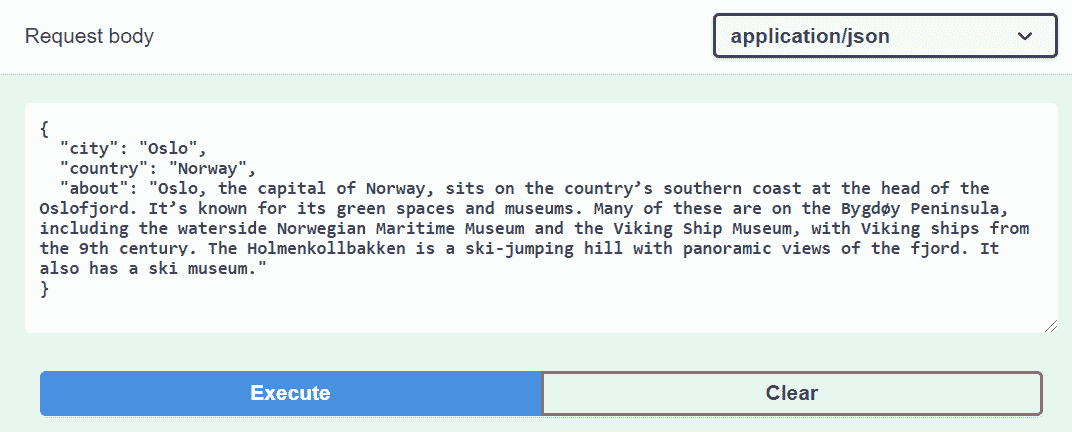 Request body
application/json
{
"city": "Oslo",
"country": "Norway",
"about": "Oslo, the capital of Norway, sits on the country’s southern coast at the head of the
Oslofjord. It’s known for its green spaces and museums. Many of these are on the Bygdøy Peninsula,
including the waterside Norwegian Maritime Museum and the Viking Ship Museum, with Viking ships from
the 9th century. The Holmenkollbakken is a ski-jumping hill with panoramic views of the fjord. It
also has a ski museum."
}
Execute
Clear